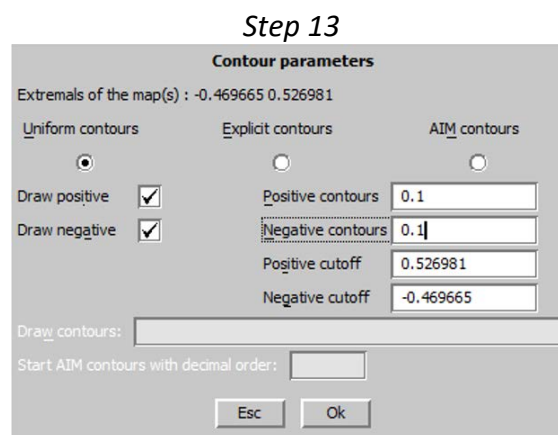 Step 13
Contour parameters
Extremals of the map(s) : -0.469665 0.526981
Uniform contours Explicit contours AIM contours
Draw positive Positive contours 0.1
Draw negative Negative contours 0.1
Positive cutoff 0.526981
Negative cutoff -0.469665
Draw contours:
Start AIM contours with decimal order:
Esc Ok